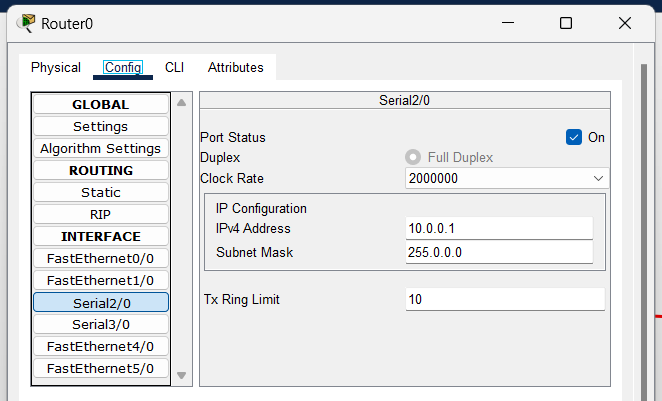 Router0
Physical Config CLI Attributes
GLOBAL
Settings
Algorithm Settings
ROUTING
Static
RIP
INTERFACE
FastEthernet0/0
FastEthernet1/0
Serial2/0
Serial3/0
FastEthernet4/0
FastEthernet5/0
Serial2/0
Port Status On
Duplex Full Duplex
Clock Rate 2000000
IP Configuration
IPv4 Address 10.0.0.1
Subnet Mask 255.0.0.0
Tx Ring Limit 10